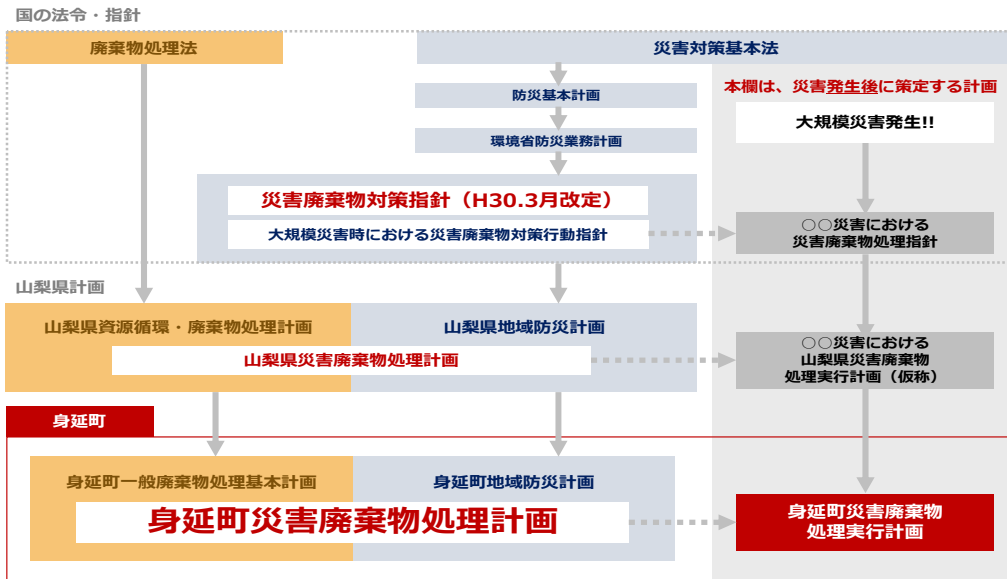 国の法令・指針
廃棄物処理法
災害対策基本法
防災基本計画
環境省防災業務計画
災害廃棄物対策指針（H30.3月改定）
大規模災害時における災害廃棄物対策行動指針
本欄は、災害発生後に策定する計画
大規模災害発生!!
○○災害における
災害廃棄物処理指針
山梨県計画
山梨県資源循環・廃棄物処理計画
山梨県地域防災計画
山梨県災害廃棄物処理計画
○○災害における
山梨県災害廃棄物
処理実行計画（仮称）
身延町
身延町一般廃棄物処理基本計画
身延町地域防災計画
身延町災害廃棄物処理計画
身延町災害廃棄物
処理実行計画